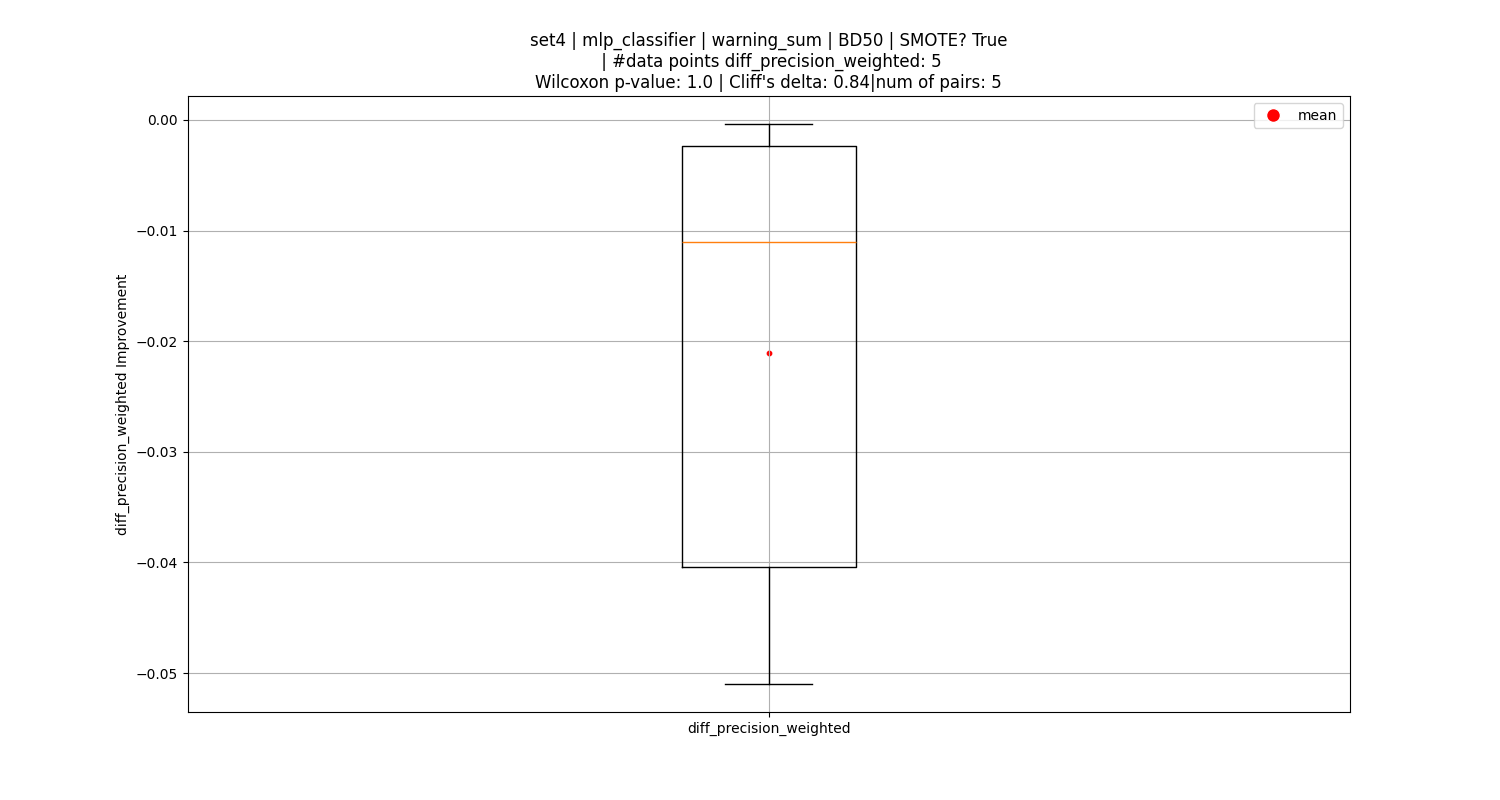 set4 | mlp_classifier | warning_sum | BD50 | SMOTE? True
| #data points diff_precision_weighted: 5
Wilcoxon p-value: 1.0 | Cliff's delta: 0.84|num of pairs: 5
mean
0.00
−0.01
−0.02
−0.03
−0.04
−0.05
diff_precision_weighted Improvement
diff_precision_weighted